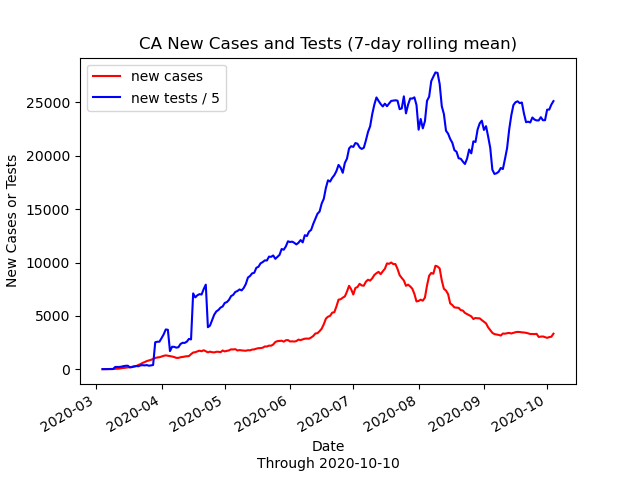 CA New Cases and Tests (7-day rolling mean)
new cases
new tests / 5
25000
20000
15000
10000
5000
0
New Cases or Tests
2020-03
2020-04
2020-05
2020-06
2020-07
2020-08
2020-09
2020-10
Date
Through 2020-10-10